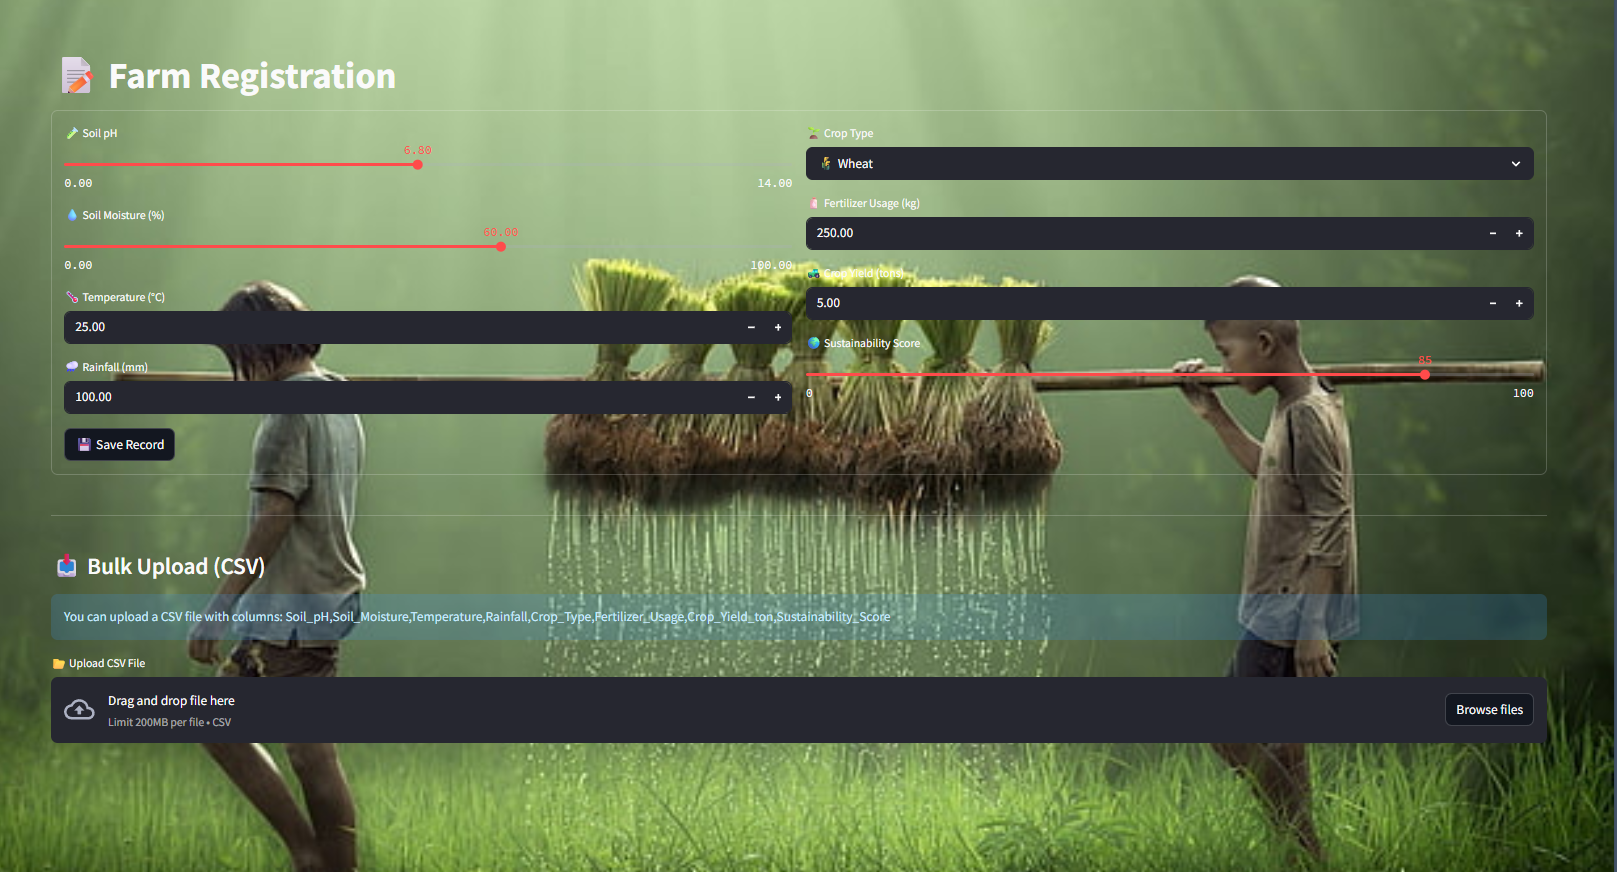 Farm Registration
Soil pH
6.80
0.00 14.00
Soil Moisture (%)
60.00
0.00 100.00
Temperature (°C)
25.00
Rainfall (mm)
100.00
Save Record
Crop Type
Wheat
Fertilizer Usage (kg)
250.00
Crop Yield (tons)
5.00
Sustainability Score
85
0 100
Bulk Upload (CSV)
You can upload a CSV file with columns: Soil_pH,Soil_Moisture,Temperature,Rainfall,Crop_Type,Fertilizer_Usage,Crop_Yield_ton,Sustainability_Score
Upload CSV File
Drag and drop file here
Limit 200MB per file • CSV
Browse files